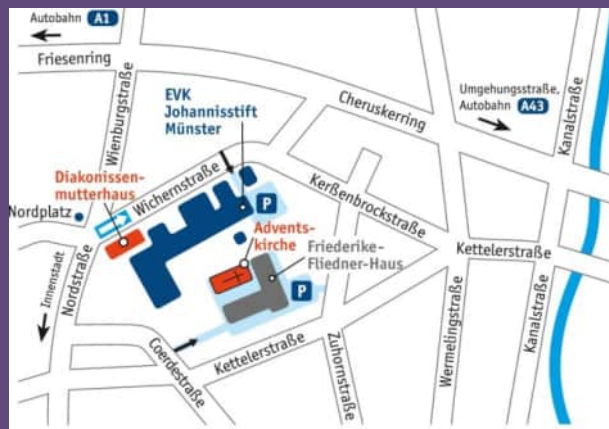 Autobahn A1
Friesenring
Wienburgstraße
EVK
Johannisstift
Münster
Cheruskerring
Umgehungsstraße,
Autobahn A43
Kanalstraße
Diakonissen-
mutterhaus
Wichernstraße
P
Kerßenbrockstraße
Nordplatz
Advents-
kirche
Friederike-
Fliedner-Haus
Kettelerstraße
Innenstadt
Nordstraße
P
Coerdestraße
Kettelerstraße
Zuhornstraße
Wermelingstraße
Kanalstraße